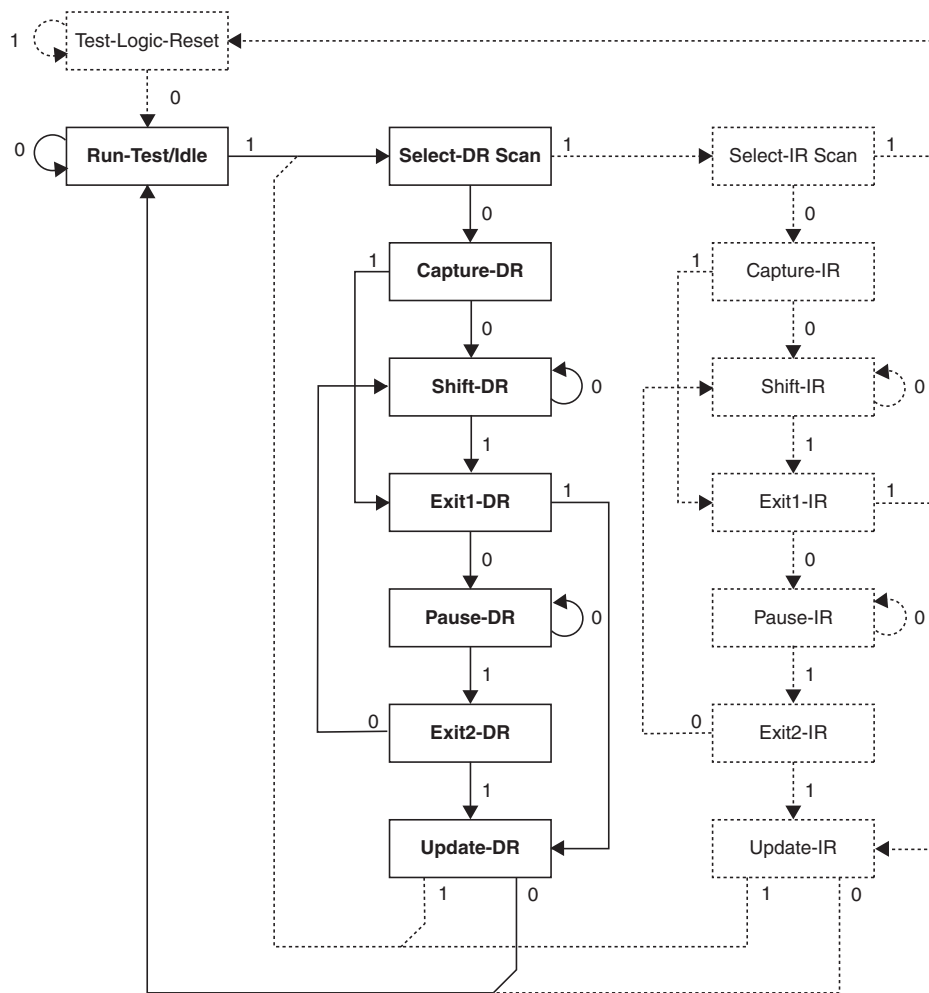 Test-Logic-Reset
1
0
Run-Test/Idle
0
1
Select-DR Scan
1
Select-IR Scan
1
0
0
Capture-DR
1
Capture-IR
1
0
0
Shift-DR
0
Shift-IR
0
1
1
Exit1-DR
1
Exit1-IR
1
0
0
Pause-DR
0
Pause-IR
0
1
1
Exit2-DR
0
Exit2-IR
0
1
1
Update-DR
Update-IR
1
0
1
0